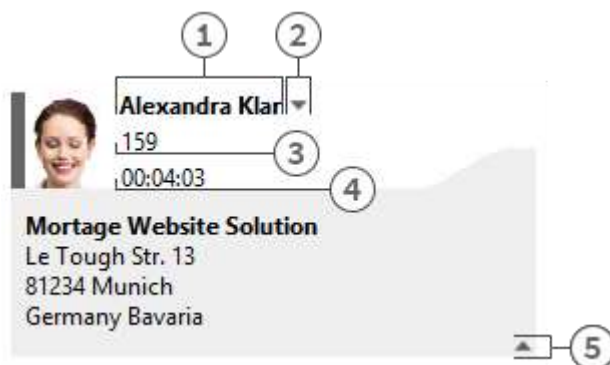 1 2
Alexandra Klar
159
3
00:04:03
4
Mortage Website Solution
Le Tough Str. 13
81234 Munich
Germany Bavaria
5